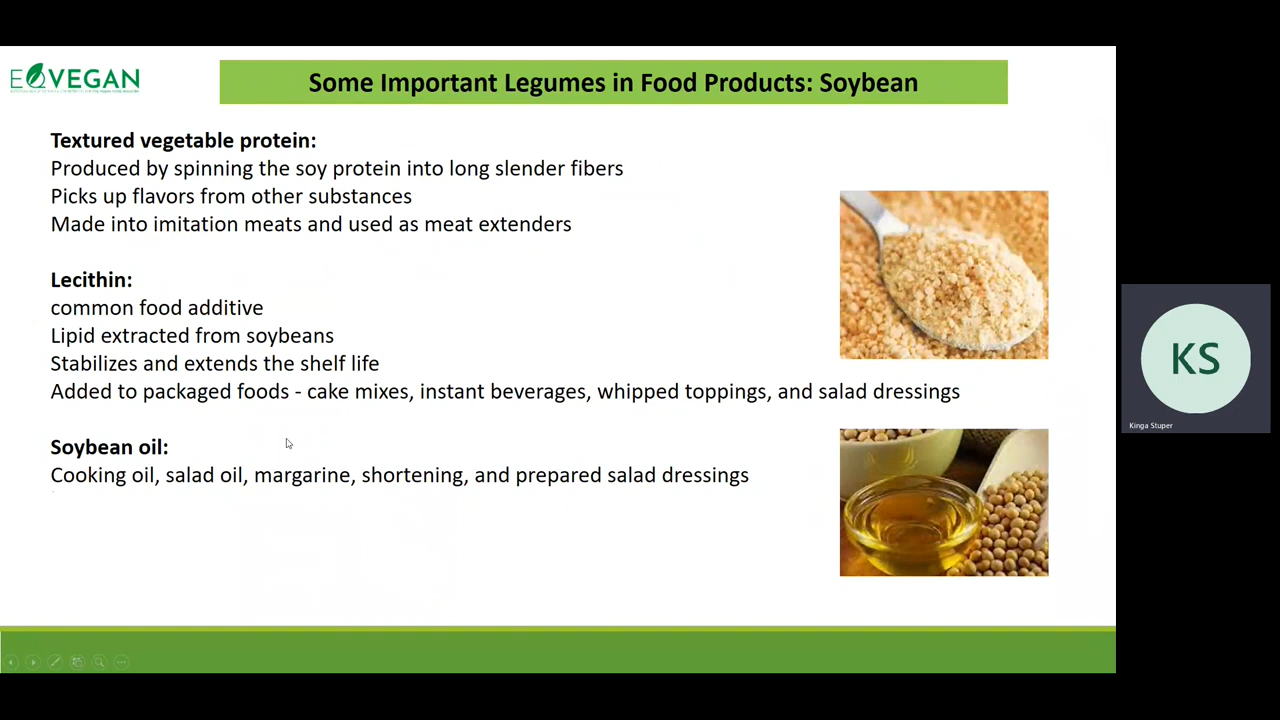 EQVEGAN
Some Important Legumes in Food Products: Soybean
Textured vegetable protein:
Produced by spinning the soy protein into long slender fibers
Picks up flavors from other substances
Made into imitation meats and used as meat extenders
Lecithin:
common food additive
Lipid extracted from soybeans
Stabilizes and extends the shelf life
Added to packaged foods - cake mixes, instant beverages, whipped toppings, and salad dressings
Soybean oil:
Cooking oil, salad oil, margarine, shortening, and prepared salad dressings
KS
Kinga Stuper